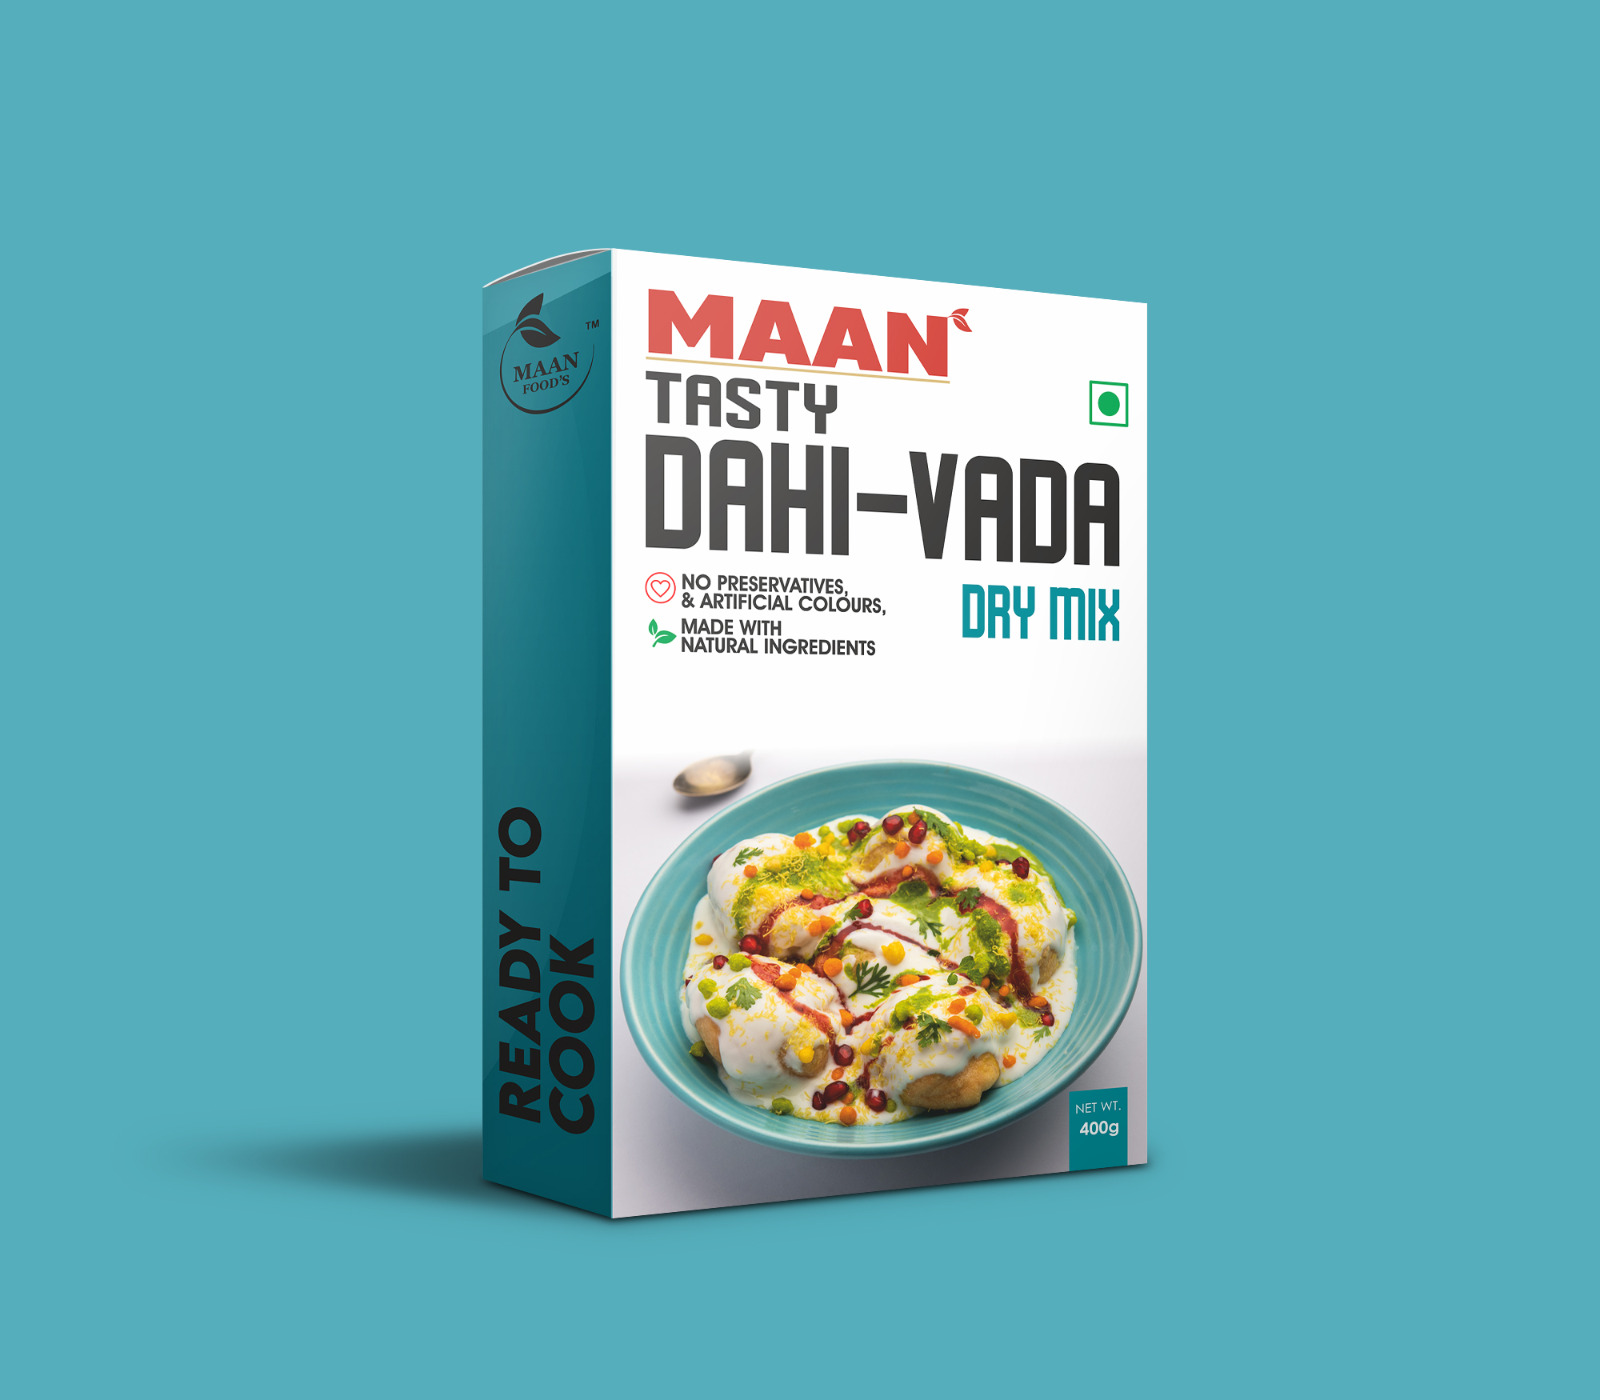 MAAN
FOOD'S
TM
READY TO
COOK
MAAN
TASTY
DAHI-VADA
DRY MIX
NO PRESERVATIVES,
& ARTIFICIAL COLOURS,
MADE WITH
NATURAL INGREDIENTS
NET WT.
400g